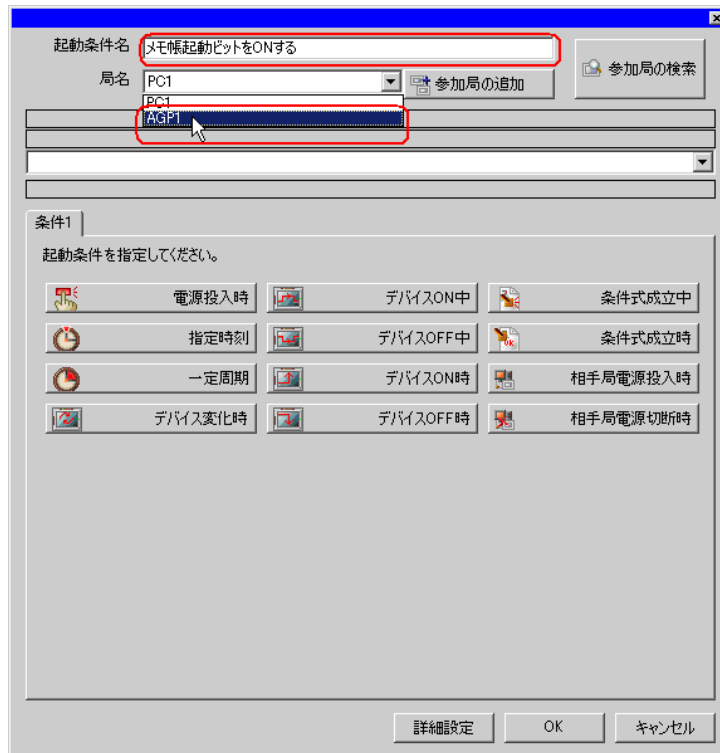 起動条件名 メモ帳起動ビットをONする
参加局の検索
局名 PC1 参加局の追加
PC1
AGP1
条件1
起動条件を指定してください。
電源投入時 デバイスON中 条件式成立中
指定時刻 デバイスOFF中 条件式成立時
一定周期 デバイスON時 相手局電源投入時
デバイス変化時 デバイスOFF時 相手局電源切断時
詳細設定 OK キャンセル